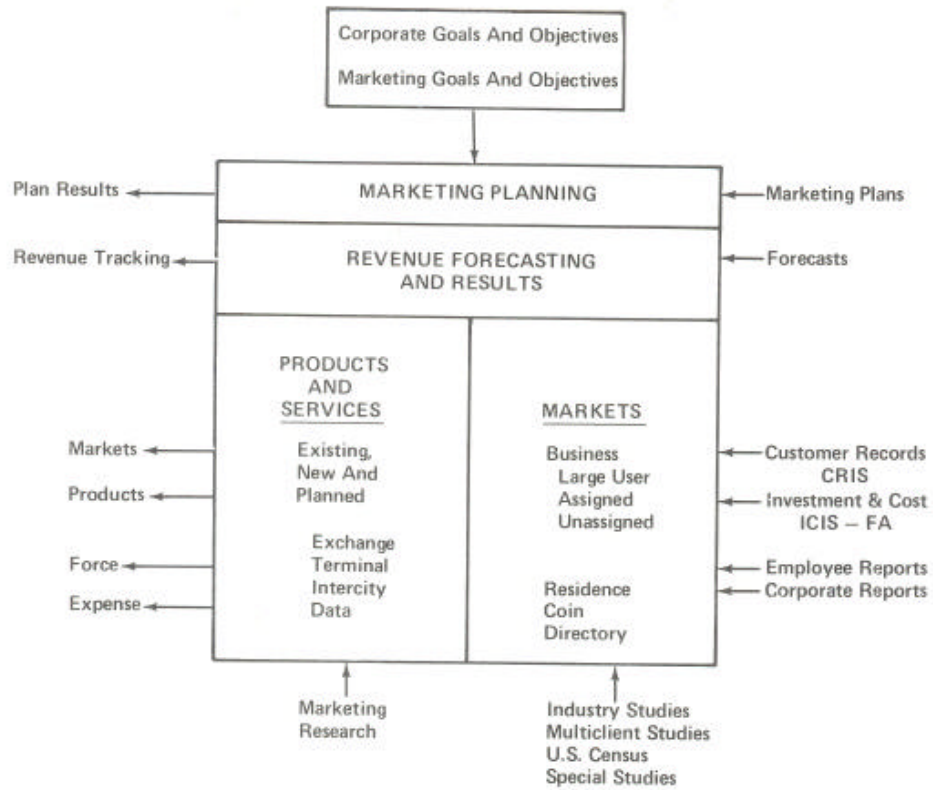 Corporate Goals And Objectives
Marketing Goals And Objectives
Plan Results
MARKETING PLANNING
Marketing Plans
Revenue Tracking
REVENUE FORECASTING
AND RESULTS
Forecasts
PRODUCTS
AND
SERVICES
Existing,
New And
Planned
Exchange
Terminal
Intercity
Data
MARKETS
Business
Large User
Assigned
Unassigned
Residence
Coin
Directory
Markets
Products
Force
Expense
Customer Records
CRIS
Investment & Cost
ICIS – FA
Employee Reports
Corporate Reports
Marketing
Research
Industry Studies
Multiclient Studies
U.S. Census
Special Studies